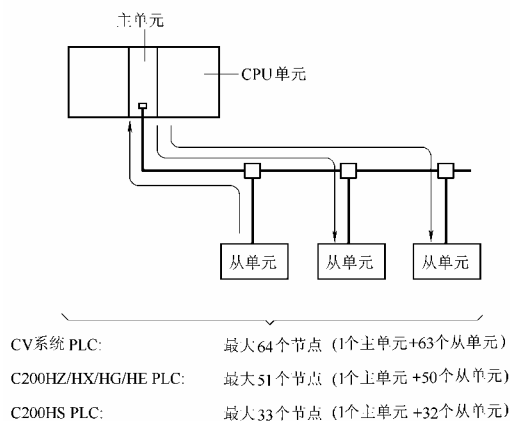 主单元
CPU单元
从单元 从单元 从单元
CV系统 PLC: 最大64个节点 (1个主单元+63个从单元)
C200HZ/HX/HG/HE PLC: 最大51个节点 (1个主单元+50个从单元)
C200HS PLC: 最大33个节点 (1个主单元+32个从单元)